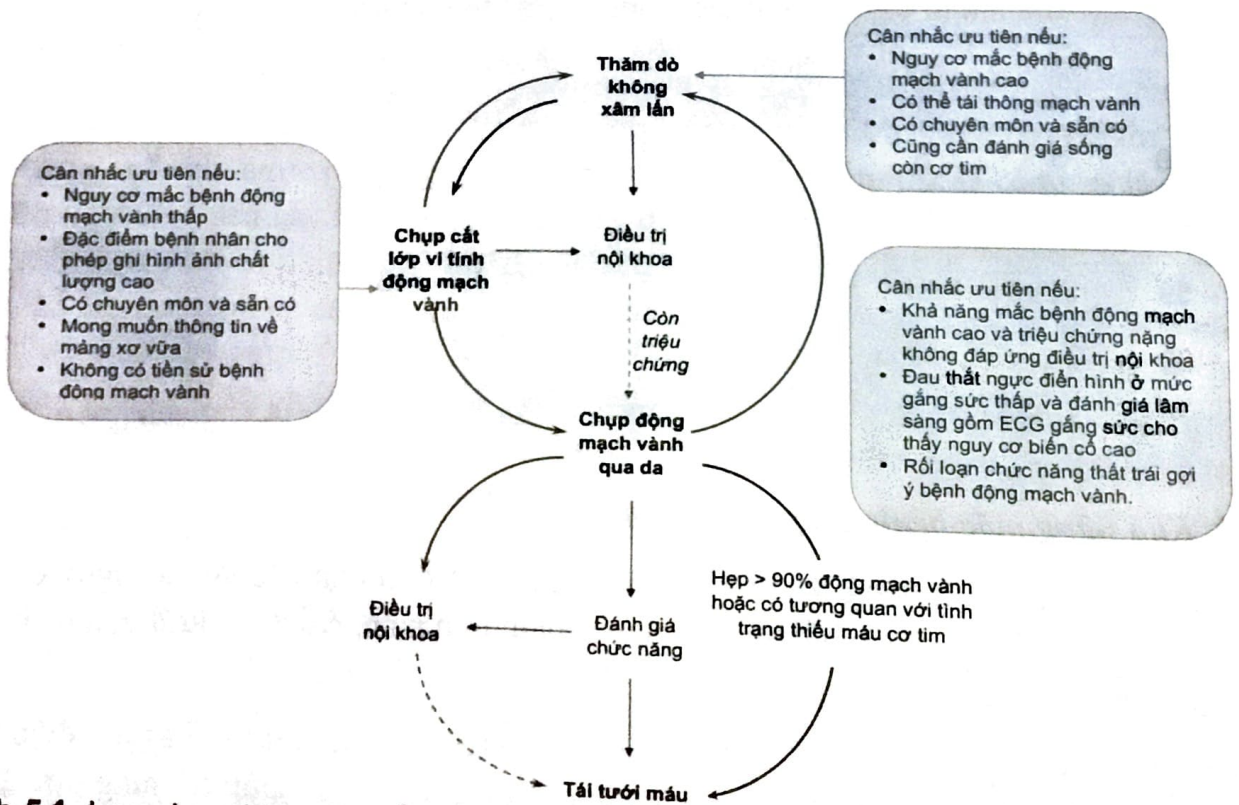 Cân nhắc ưu tiên nếu:
• Nguy cơ mắc bệnh động
mạch vành cao
• Có thể tái thông mạch vành
• Có chuyên môn và sẵn có
• Cũng cần đánh giá sống
còn cơ tim
Thăm dò
không
xâm lấn
Cân nhắc ưu tiên nếu:
• Nguy cơ mắc bệnh động
mạch vành thấp
• Đặc điểm bệnh nhân cho
phép ghi hình ảnh chất
lượng cao
• Có chuyên môn và sẵn có
• Mong muốn thông tin về
mảng xơ vữa
• Không có tiền sử bệnh
động mạch vành
Chụp cắt
lớp vi tính
động mạch
vành
Điều trị
nội khoa
Còn
triệu
chứng
Cân nhắc ưu tiên nếu:
• Khả năng mắc bệnh động mạch
vành cao và triệu chứng nặng
không đáp ứng điều trị nội khoa
• Đau thắt ngực điển hình ở mức
gắng sức thấp và đánh giá lâm
sàng gồm ECG gắng sức cho
thấy nguy cơ biến cố cao
• Rối loạn chức năng thất trái gợi
ý bệnh động mạch vành.
Chụp động
mạch vành
qua da
Điều trị
nội khoa
Đánh giá
chức năng
Hẹp > 90% động mạch vành
hoặc có tương quan với tình
trạng thiếu máu cơ tim
Tái tưới máu
5.1